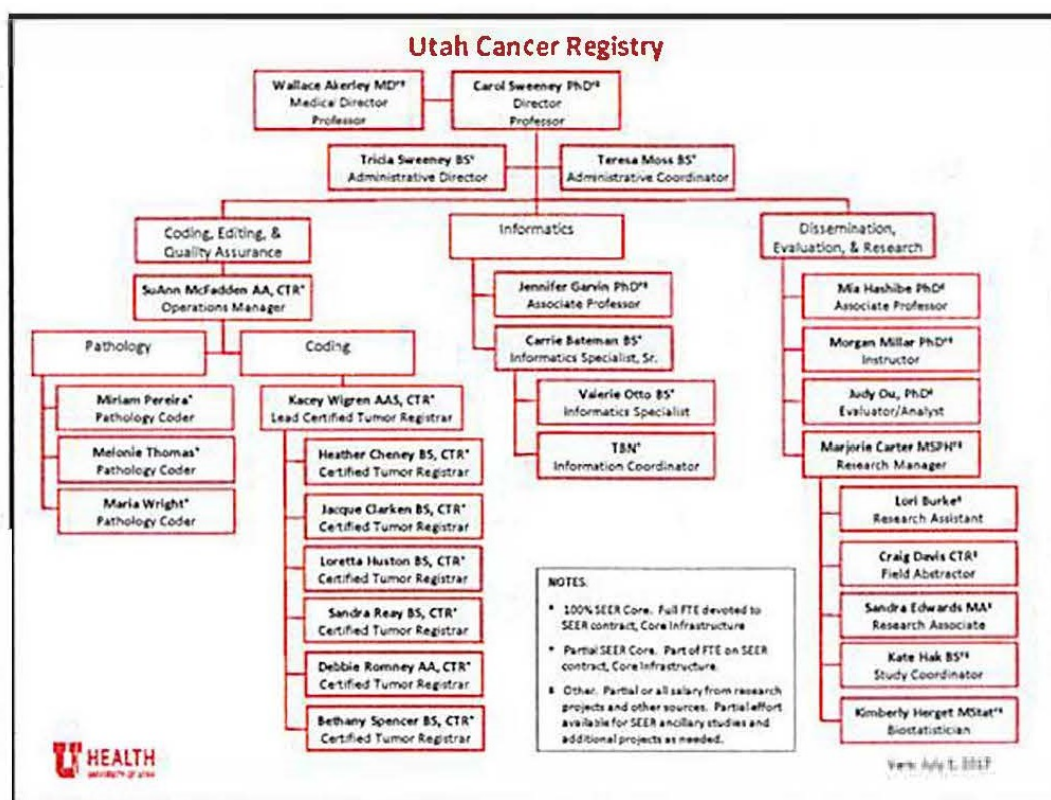 Utah Cancer Registry
Wallace Akerley MD
Medical Director
Professor
Carol Sweeney PhD
Director
Professor
Tricia Sweeney BS
Administrative Director
Teresa Moss BS
Administrative Coordinator
Coding, Editing, &
Quality Assurance
SuAnn McFadden AA, CTR
Operations Manager
Pathology
Miriam Pereira
Pathology Coder
Melonie Thomas
Pathology Coder
Maria Wright
Pathology Coder
Coding
Kacey Wigren AAS, CTR
Lead Certified Tumor Registrar
Heather Cheney BS, CTR
Certified Tumor Registrar
Jacque Clarken BS, CTR
Certified Tumor Registrar
Loretta Huston BS, CTR
Certified Tumor Registrar
Sandra Reay BS, CTR
Certified Tumor Registrar
Debbie Romney AA, CTR
Certified Tumor Registrar
Bethany Spencer BS, CTR
Certified Tumor Registrar
Informatics
Jennifer Garvin PhD
Associate Professor
Carrie Bateman BS
Informatics Specialist, Sr.
Valerie Otto BS
Informatics Specialist
TBN
Information Coordinator
Dissemination,
Evaluation, & Research
Mia Hashibe PhD
Associate Professor
Morgan Millar PhD
Instructor
Judy Ou, PhD
Evaluator/Analyst
Marjorie Carter MSPH
Research Manager
Lori Burke
Research Assistant
Craig Davis CTR
Field Abstractor
Sandra Edwards MA
Research Associate
Kate Hak BS
Study Coordinator
Kimberly Herget MStat
Biostatistician
NOTES:
100% SEER Core. Full FTE devoted to
SEER contract, Core Infrastructure
Partial SEER Core. Part of FTE on SEER
contract, Core Infrastructure.
Other. Partial or all salary from research
projects and other sources. Partial effort
available for SEER ancillary studies and
additional projects as needed.
U HEALTH
UNIVERSITY OF UTAH
July 1, 2017